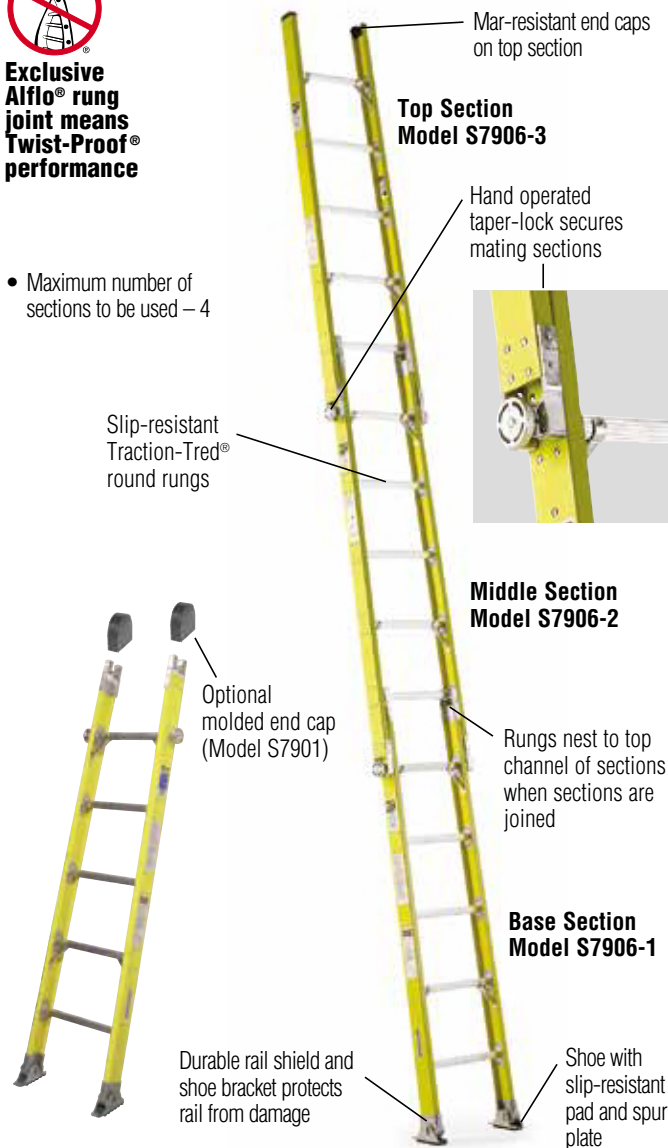 Exclusive
Alflo® rung
joint means
Twist-Proof®
performance
Mar-resistant end caps
on top section
Top Section
Model S7906-3
Hand operated
taper-lock secures
mating sections
• Maximum number of
sections to be used – 4
Slip-resistant
Traction-Tred®
round rungs
Middle Section
Model S7906-2
Optional
molded end cap
(Model S7901)
Rungs nest to top
channel of sections
when sections are
joined
Base Section
Model S7906-1
Durable rail shield and
shoe bracket protects
rail from damage
Shoe with
slip-resistant
pad and spur
plate